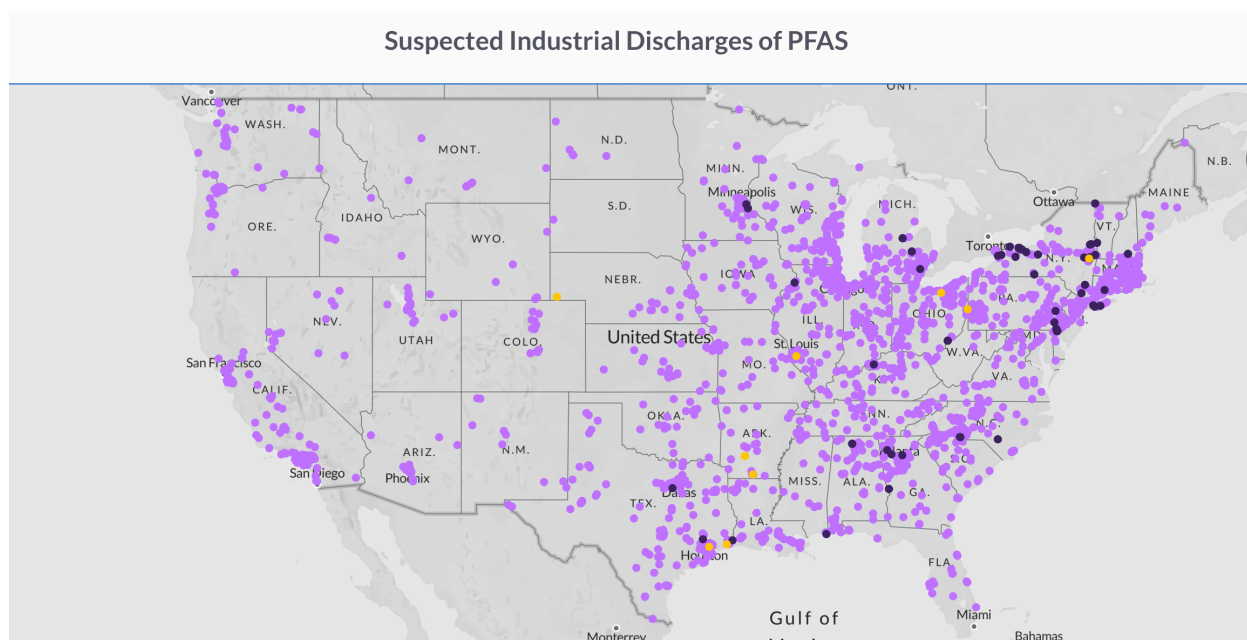 Suspected Industrial Discharges of PFAS
ONT.
Vancouver
WASH.
N.D.
MONT.
N.B.
MINN.
Minneapolis
MAINE
Ottawa
S.D.
WIS.
MICH.
IDAHO
ORE.
VT.
WYO.
Toronto
N.Y.
MA
IOWA
NEBR.
Chicago
PA.
OHIO
NEV.
ILL.
United States
MD
UTAH
COLO.
St. Louis
W.VA.
San Francisco
MO.
VA.
CALIF.
OKLA.
TENN.
N.C.
ARK.
ARIZ.
N.M.
Atlanta
S.C.
San Diego
Phoenix
MISS.
ALA.
Dallas
GA.
TEX.
LA.
Houston
FLA
Gulf of
Miami
Monterrey
Bahamas